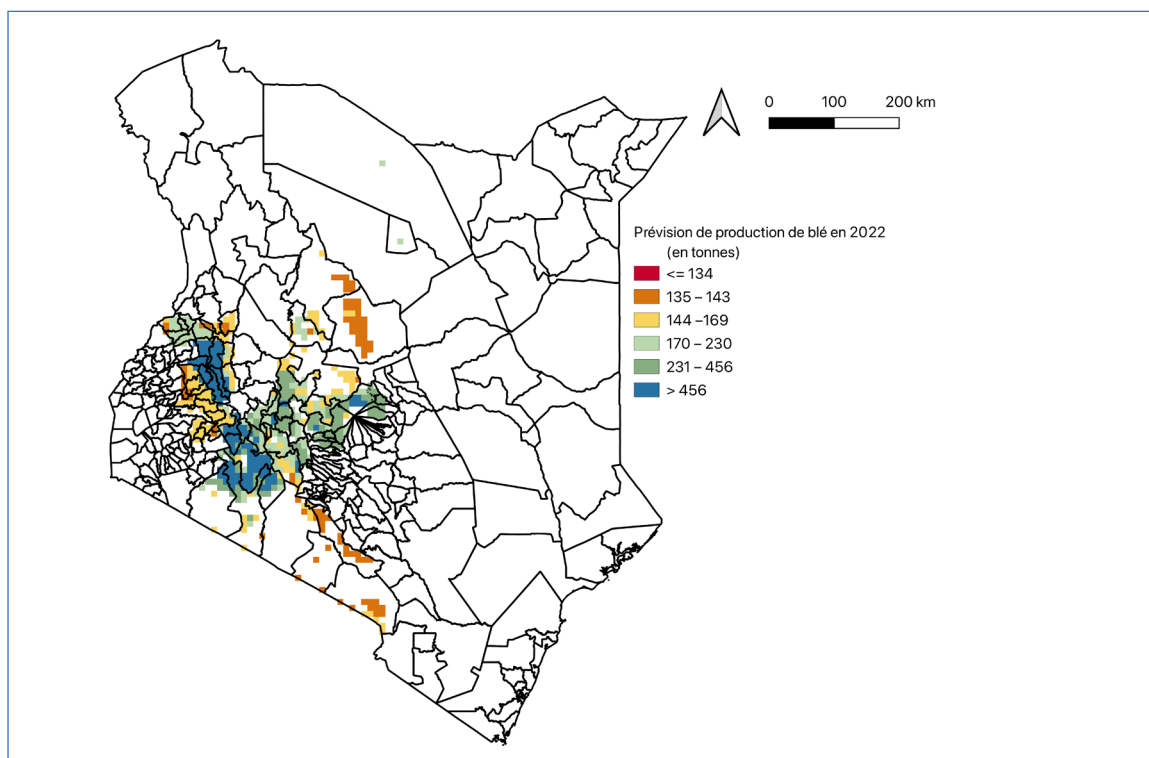 0 100 200 km
Prévision de production de blé en 2022
(en tonnes)
<= 134
135 – 143
144 –169
170 – 230
231 – 456
> 456